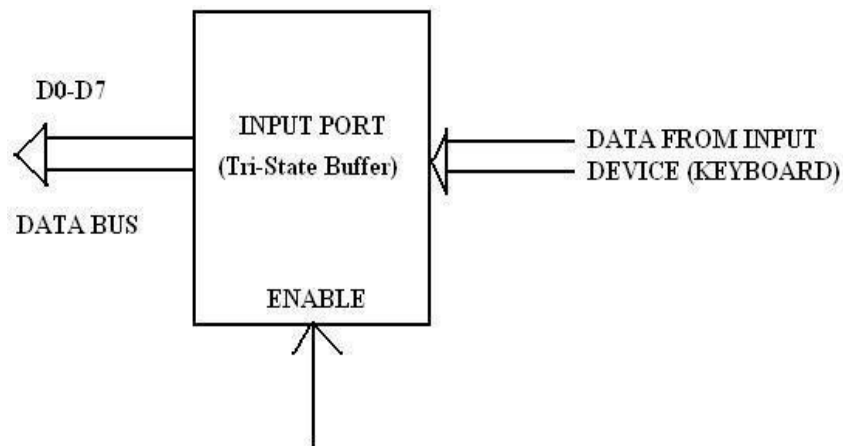 D0-D7
DATA BUS
INPUT PORT
(Tri-State Buffer)
ENABLE
DATA FROM INPUT
DEVICE (KEYBOARD)